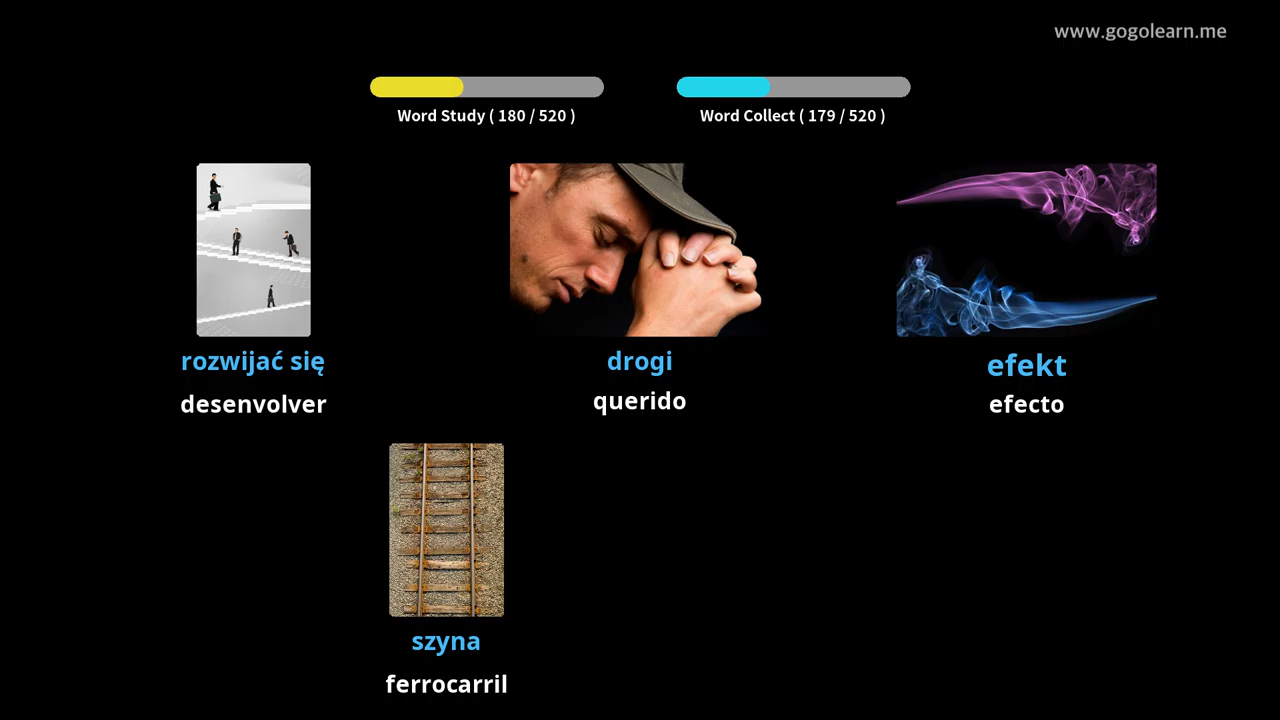 www.gogolearn.me
Word Study ( 180 / 520 )
Word Collect ( 179 / 520 )
rozwijać się
desenvolver
drogi
querido
efekt
efecto
szyna
ferrocarril